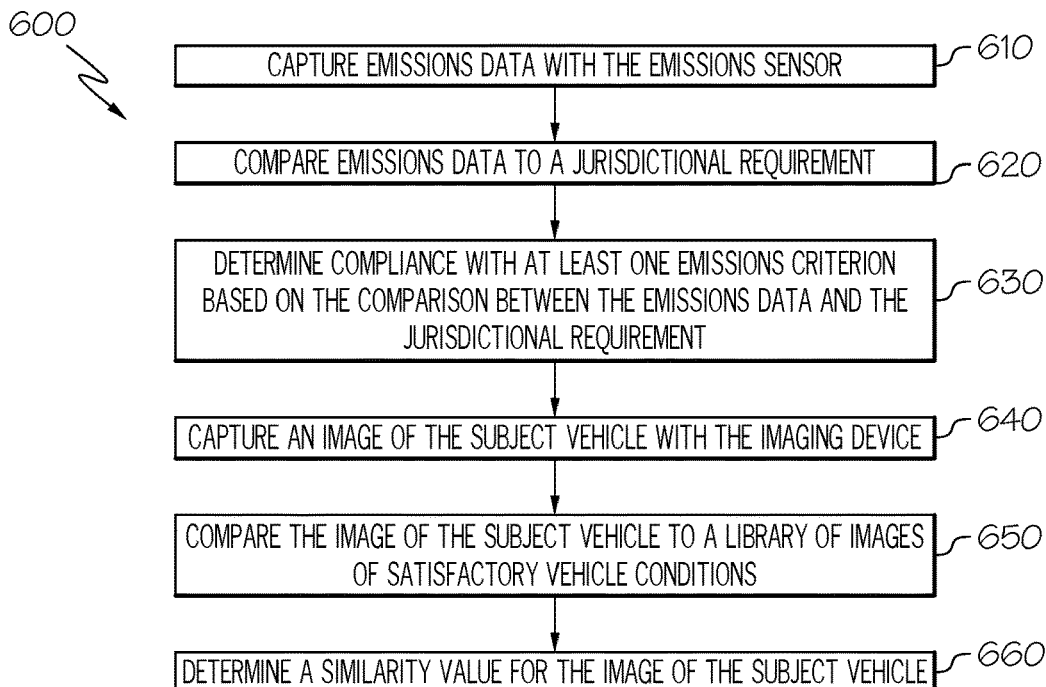 600
CAPTURE EMISSIONS DATA WITH THE EMISSIONS SENSOR
610
COMPARE EMISSIONS DATA TO A JURISDICTIONAL REQUIREMENT
620
DETERMINE COMPLIANCE WITH AT LEAST ONE EMISSIONS CRITERION
BASED ON THE COMPARISON BETWEEN THE EMISSIONS DATA AND THE
JURISDICTIONAL REQUIREMENT
630
CAPTURE AN IMAGE OF THE SUBJECT VEHICLE WITH THE IMAGING DEVICE
640
COMPARE THE IMAGE OF THE SUBJECT VEHICLE TO A LIBRARY OF IMAGES
OF SATISFACTORY VEHICLE CONDITIONS
650
DETERMINE A SIMILARITY VALUE FOR THE IMAGE OF THE SUBJECT VEHICLE
660